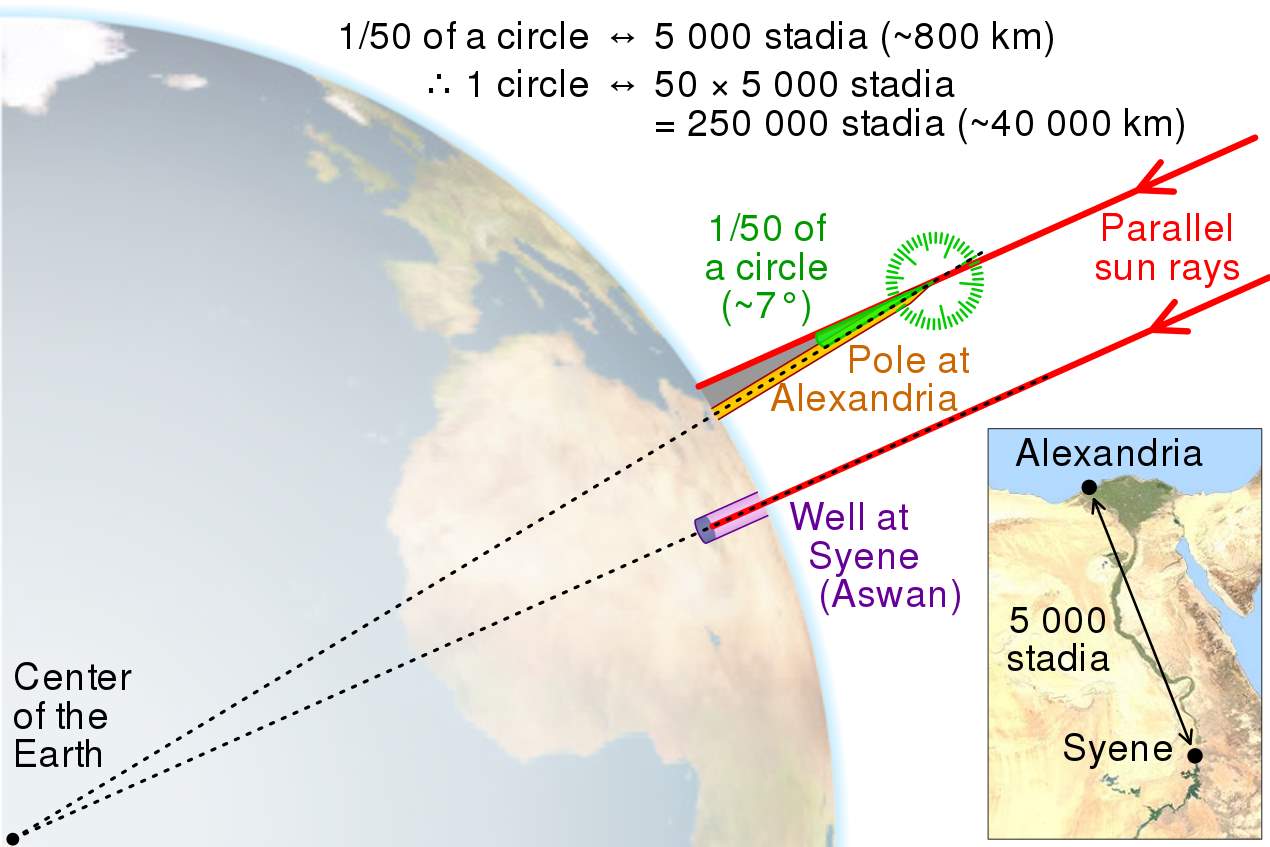 1/50 of a circle ↔ 5 000 stadia (~800 km)
∴ 1 circle ↔ 50 × 5 000 stadia
= 250 000 stadia (~40 000 km)
1/50 of
a circle
(~7°)
Parallel
sun rays
Pole at
Alexandria
Well at
Syene
(Aswan)
Center
of the
Earth
Alexandria
5 000
stadia
Syene